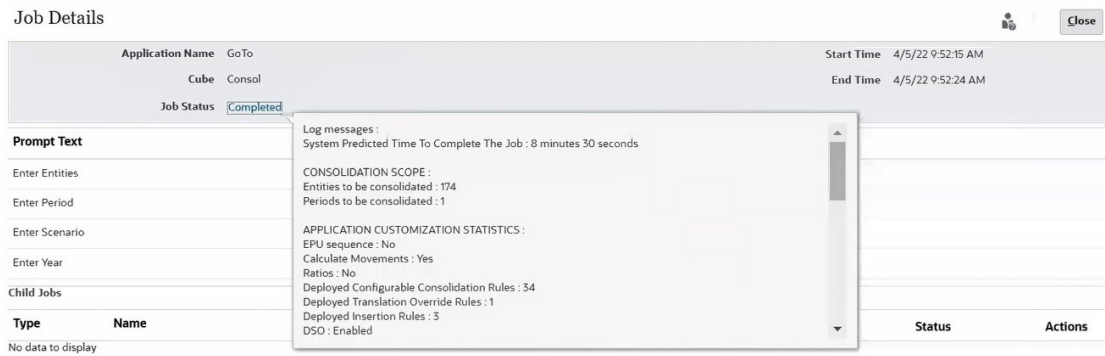 Job Details
Close
Application Name GoTo
Start Time 4/5/22 9:52:15 AM
Cube Consol
End Time 4/5/22 9:52:24 AM
Job Status Completed
Log messages :
System Predicted Time To Complete The Job : 8 minutes 30 seconds
CONSOLIDATION SCOPE :
Entities to be consolidated : 174
Periods to be consolidated : 1
APPLICATION CUSTOMIZATION STATISTICS :
EPU sequence : No
Calculate Movements : Yes
Ratios : No
Deployed Configurable Consolidation Rules : 34
Deployed Translation Override Rules : 1
Deployed Insertion Rules : 3
DSO : Enabled
Prompt Text
Enter Entities
Enter Period
Enter Scenario
Enter Year
Child Jobs
Type Name Status Actions
No data to display